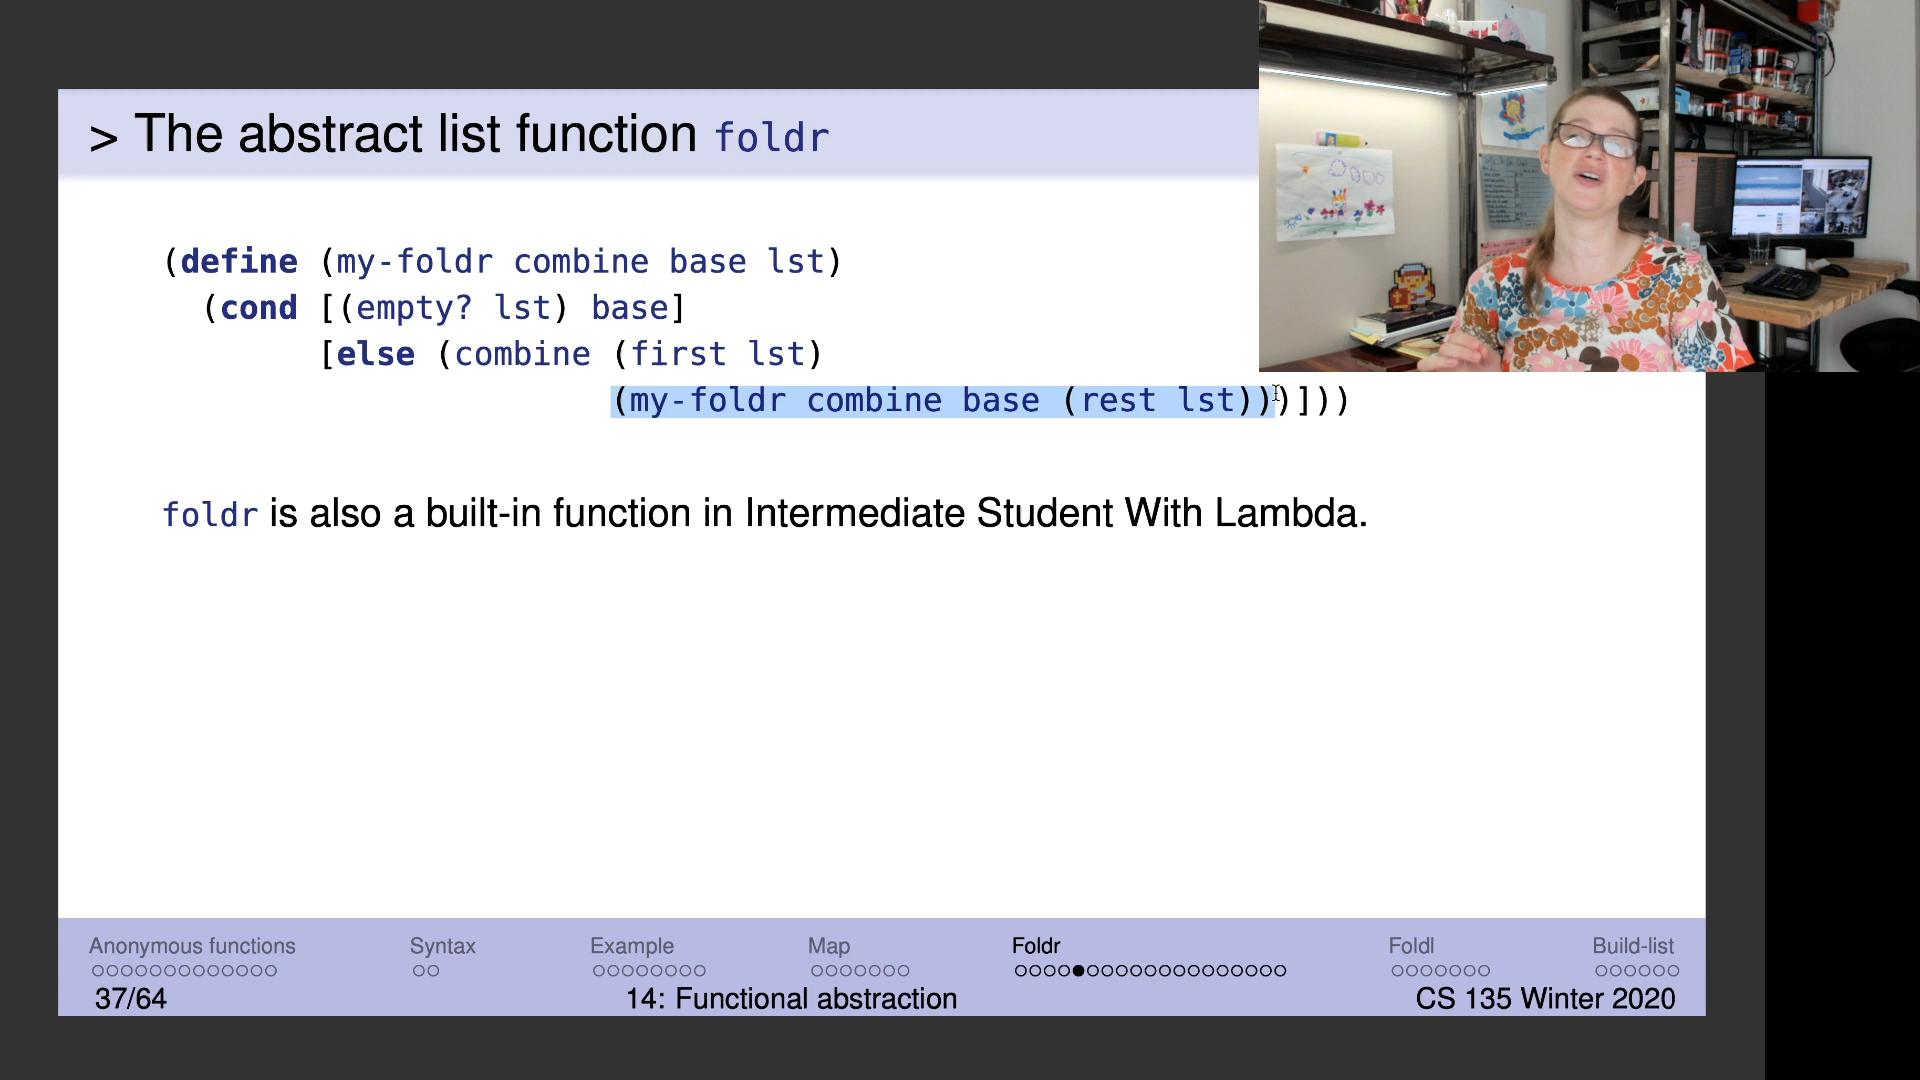 > The abstract list function foldr
(define (my-foldr combine base lst)
(cond [(empty? lst) base]
[else (combine (first lst)
(my-foldr combine base (rest lst)))]))
foldr is also a built-in function in Intermediate Student With Lambda.
Anonymous functions Syntax Example Map Foldr Foldl Build-list
37/64 14: Functional abstraction CS 135 Winter 2020